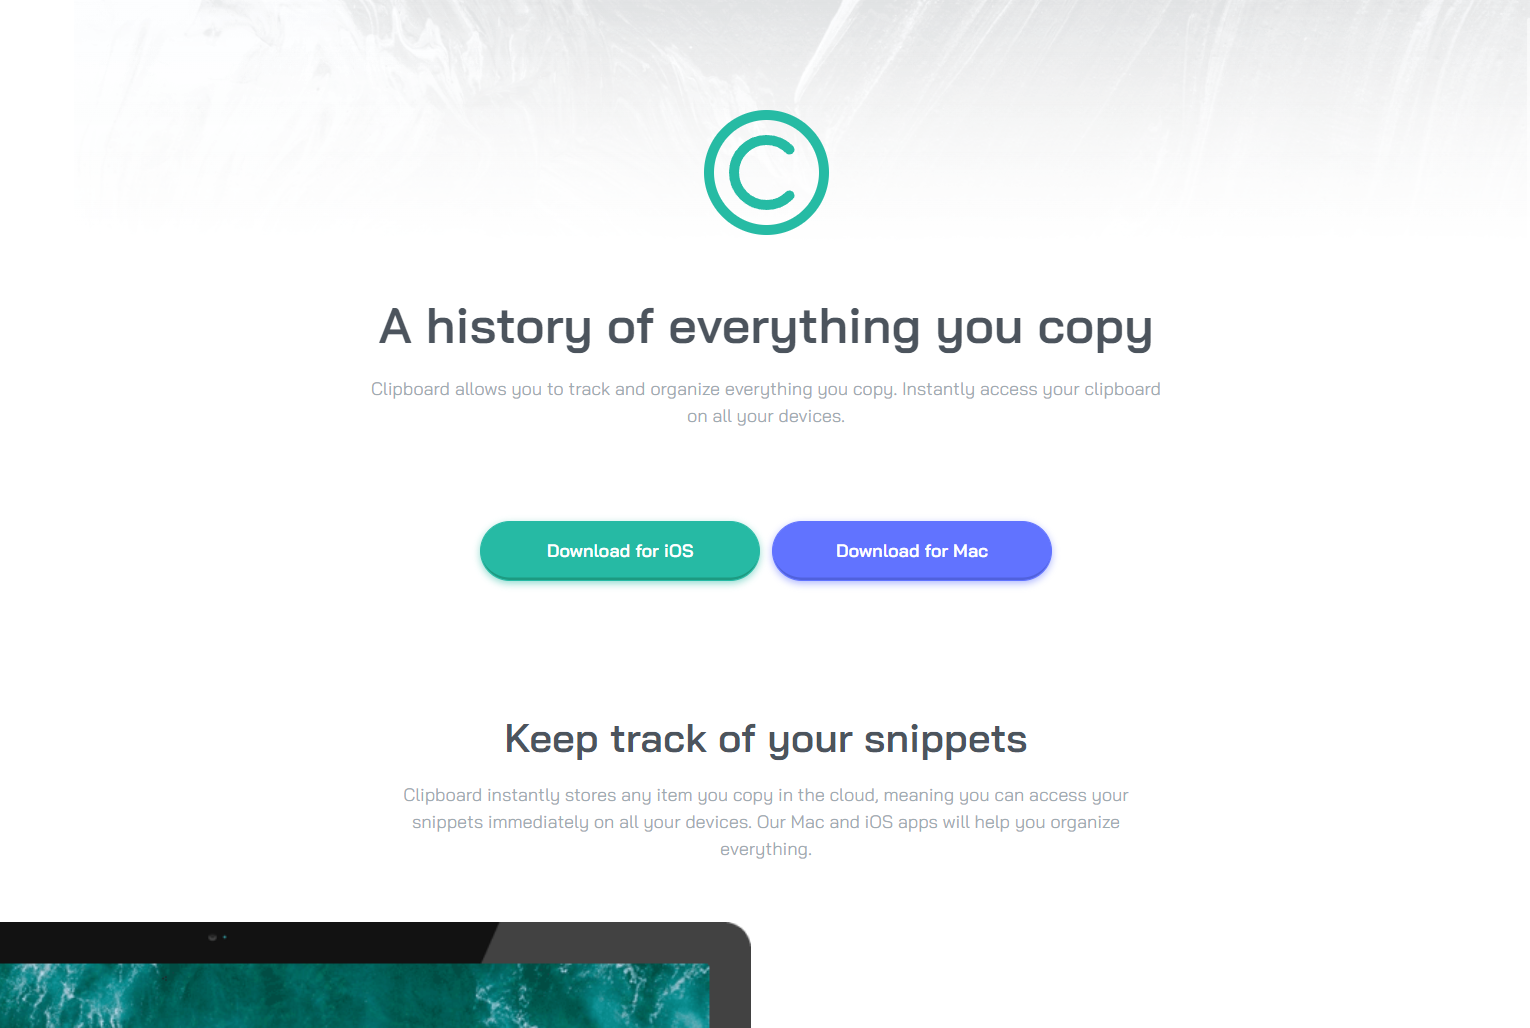 A history of everything you copy
Clipboard allows you to track and organize everything you copy. Instantly access your clipboard
on all your devices.
Download for iOS
Download for Mac
Keep track of your snippets
Clipboard instantly stores any item you copy in the cloud, meaning you can access your
snippets immediately on all your devices. Our Mac and iOS apps will help you organize
everything.